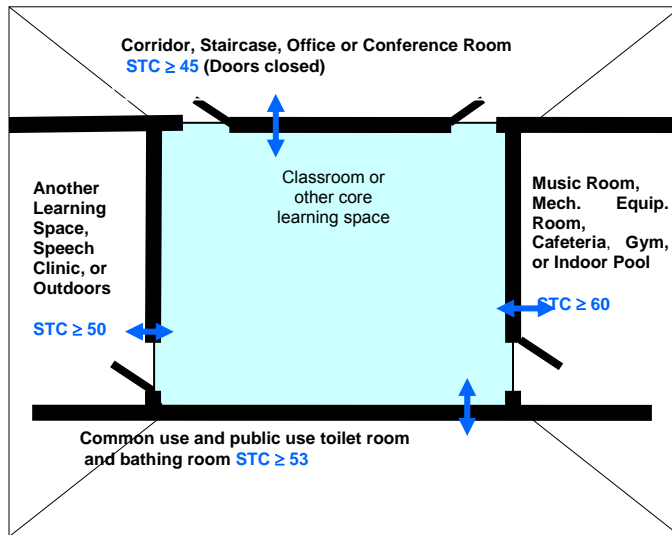 Corridor, Staircase, Office or Conference Room
STC ≥ 45 (Doors closed)
Classroom or
other core
learning space
Another
Learning
Space,
Speech
Clinic, or
Outdoors
STC ≥ 50
Music Room,
Mech. Equip.
Room,
Cafeteria, Gym,
or Indoor Pool
STC ≥ 60
Common use and public use toilet room
and bathing room STC ≥ 53